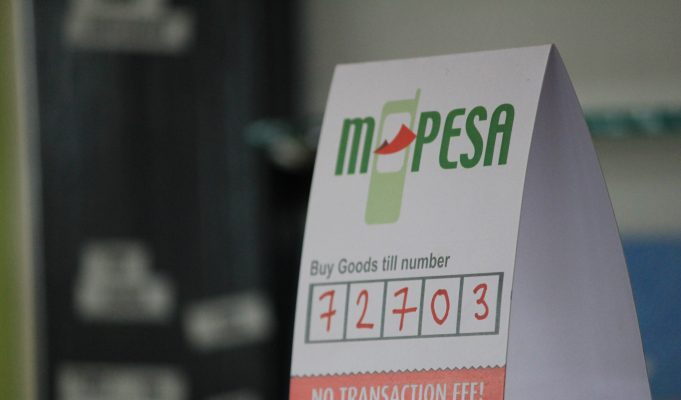 M-PESA
Buy Goods till number
72703
NO TRANSACTION FEE!